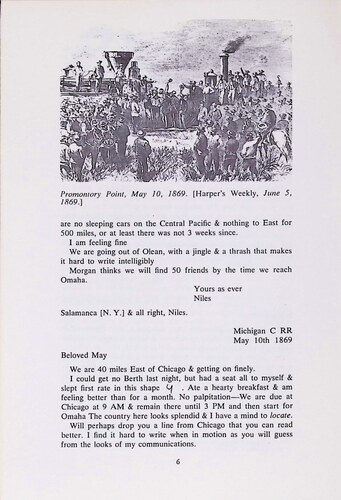 Promontory Point, May 10, 1869. [Harper's Weekly, June 5,
1869.]
are no sleeping cars on the Central Pacific & nothing to East for
500 miles, or at least there was not 3 weeks since.
I am feeling fine
We are going out of Olean, with a jingle & a thrash that makes
it hard to write intelligibly
Morgan thinks we will find 50 friends by the time we reach
Omaha.
Yours as ever
Niles
Salamanca [N. Y.] & all right, Niles.
Michigan C RR
May 10th 1869
Beloved May
We are 40 miles East of Chicago & getting on finely.
I could get no Berth last night, but had a seat all to myself &
slept first rate in this shape . Ate a hearty breakfast & am
feeling better than for a month. No palpitation—We are due at
Chicago at 9 AM & remain there until 3 PM and then start for
Omaha The country here looks splendid & I have a mind to locate.
Will perhaps drop you a line from Chicago that you can read
better. I find it hard to write when in motion as you will guess
from the looks of my communications.
6